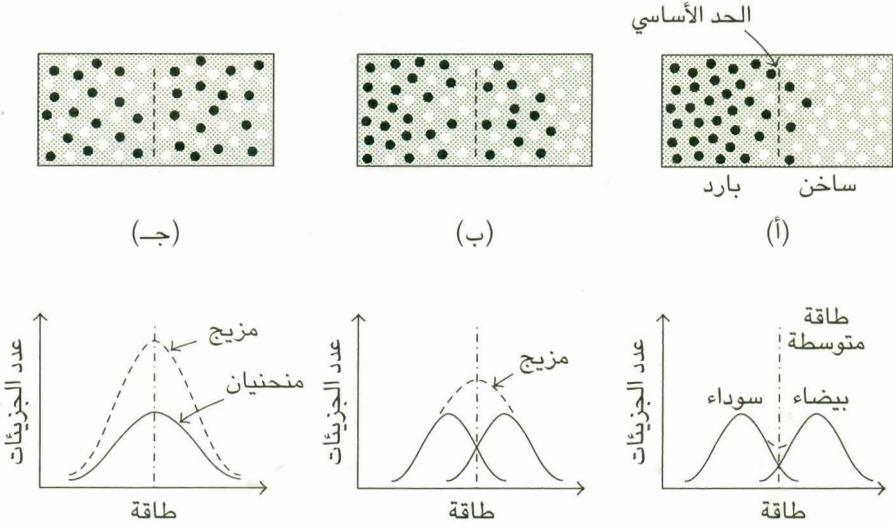 الحد الأساسي
ساخن
بارد
(أ)
(ب)
(جـ)
عدد الجزيئات
طاقة
متوسطة
بيضاء
سوداء
طاقة
عدد الجزيئات
مزيج
طاقة
عدد الجزيئات
مزيج
منحنيان
طاقة